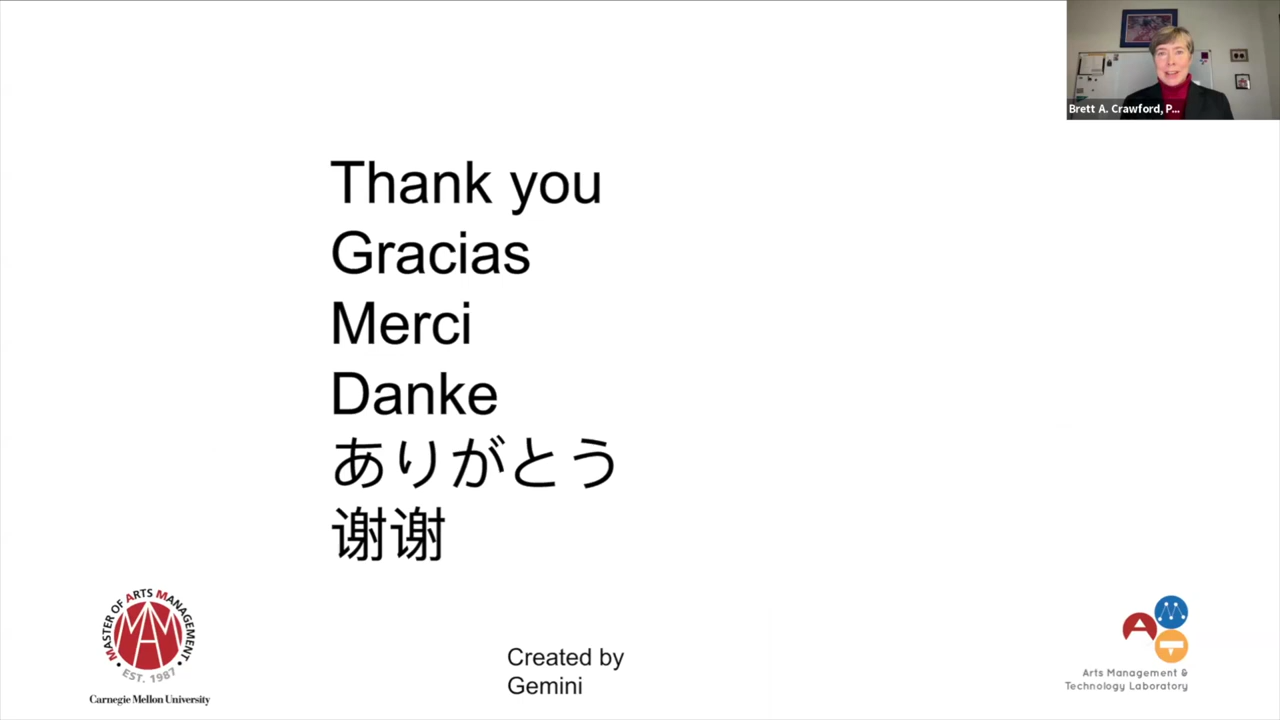 Brett A. Crawford, P...
Thank you
Gracias
Merci
Danke
ありがとう
谢谢
MASTER OF ARTS MANAGEMENT
MAM
EST. 1987
Carnegie Mellon University
Created by
Gemini
Arts Management &
Technology Laboratory